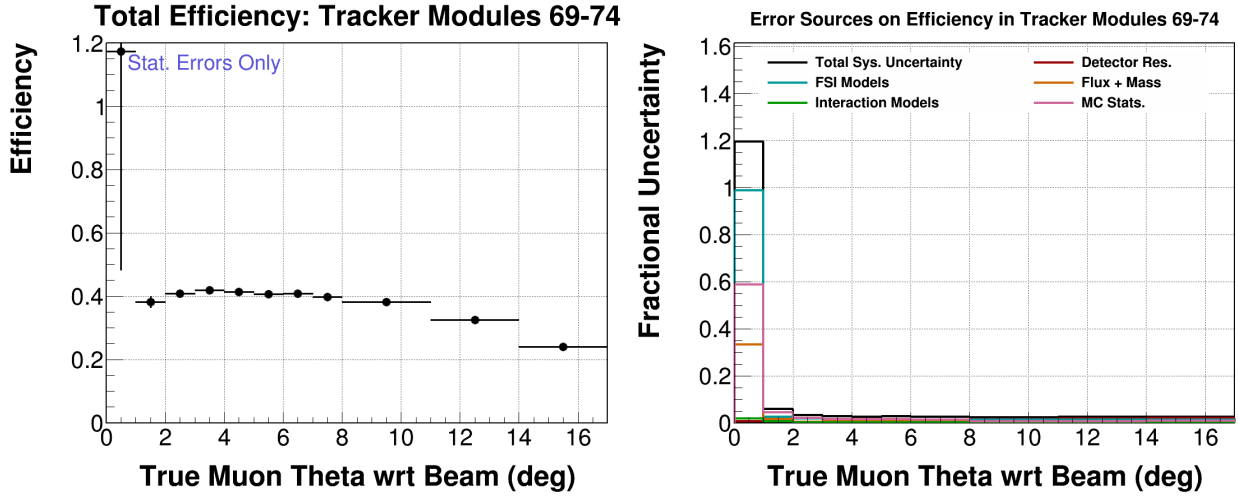 Total Efficiency: Tracker Modules 69-74
Efficiency
Stat. Errors Only
1.2
1
0.8
0.6
0.4
0.2
0
0 2 4 6 8 10 12 14 16
True Muon Theta wrt Beam (deg)
Error Sources on Efficiency in Tracker Modules 69-74
Fractional Uncertainty
Total Sys. Uncertainty
FSI Models
Interaction Models
Detector Res.
Flux + Mass
MC Stats.
1.6
1.4
1.2
1
0.8
0.6
0.4
0.2
0
0 2 4 6 8 10 12 14 16
True Muon Theta wrt Beam (deg)